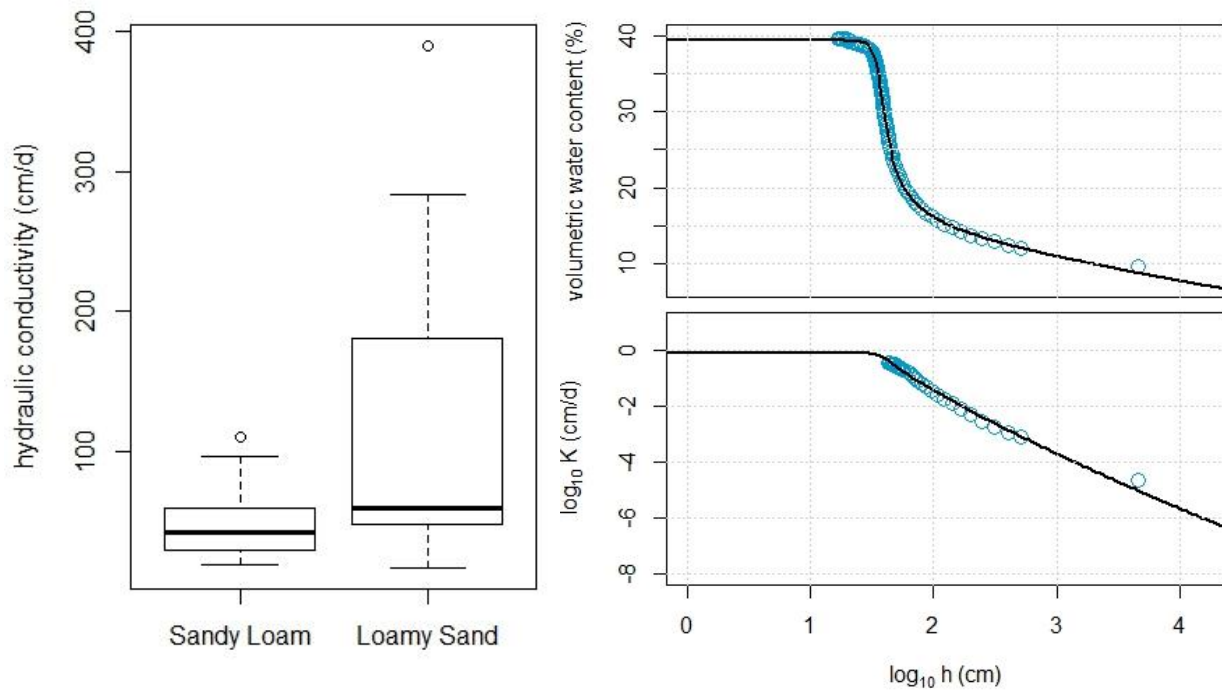 hydraulic conductivity (cm/d)
400
300
200
100
Sandy Loam
Loamy Sand
volumetric water content (%)
40
30
20
10
log₁₀ K (cm/d)
0
-2
-4
-6
-8
0 1 2 3 4
log₁₀ h (cm)